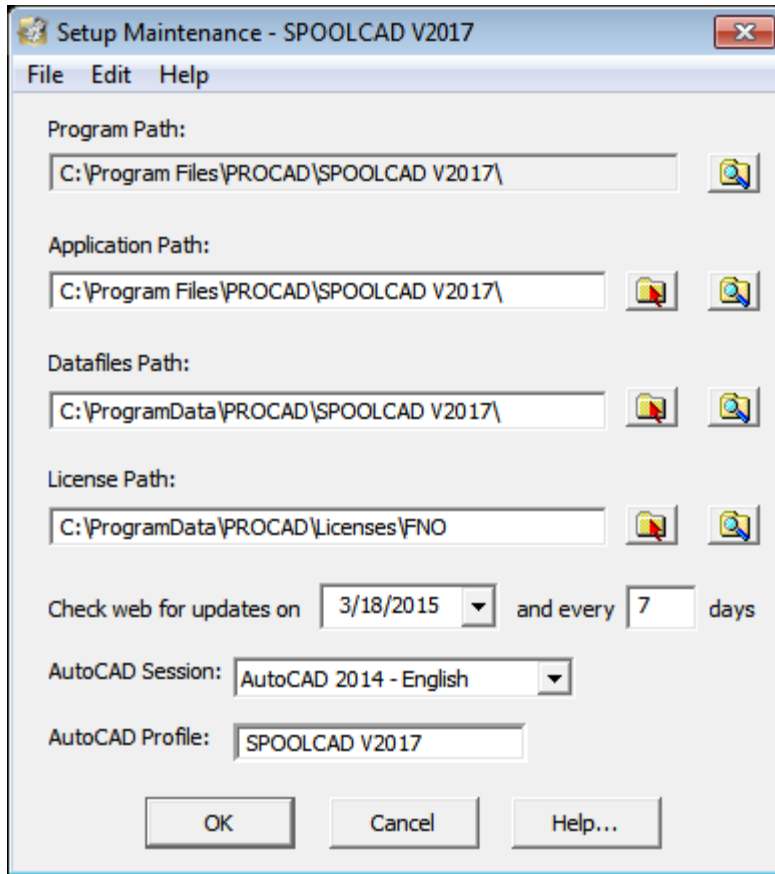 Setup Maintenance - SPOOLCAD V2017
File Edit Help
Program Path:
C:\Program Files\PROCAD\SPOOLCAD V2017\
Application Path:
C:\Program Files\PROCAD\SPOOLCAD V2017\
Datafiles Path:
C:\ProgramData\PROCAD\SPOOLCAD V2017\
License Path:
C:\ProgramData\PROCAD\Licenses\FNO
Check web for updates on 3/18/2015 and every 7 days
AutoCAD Session: AutoCAD 2014 - English
AutoCAD Profile: SPOOLCAD V2017
OK Cancel Help...